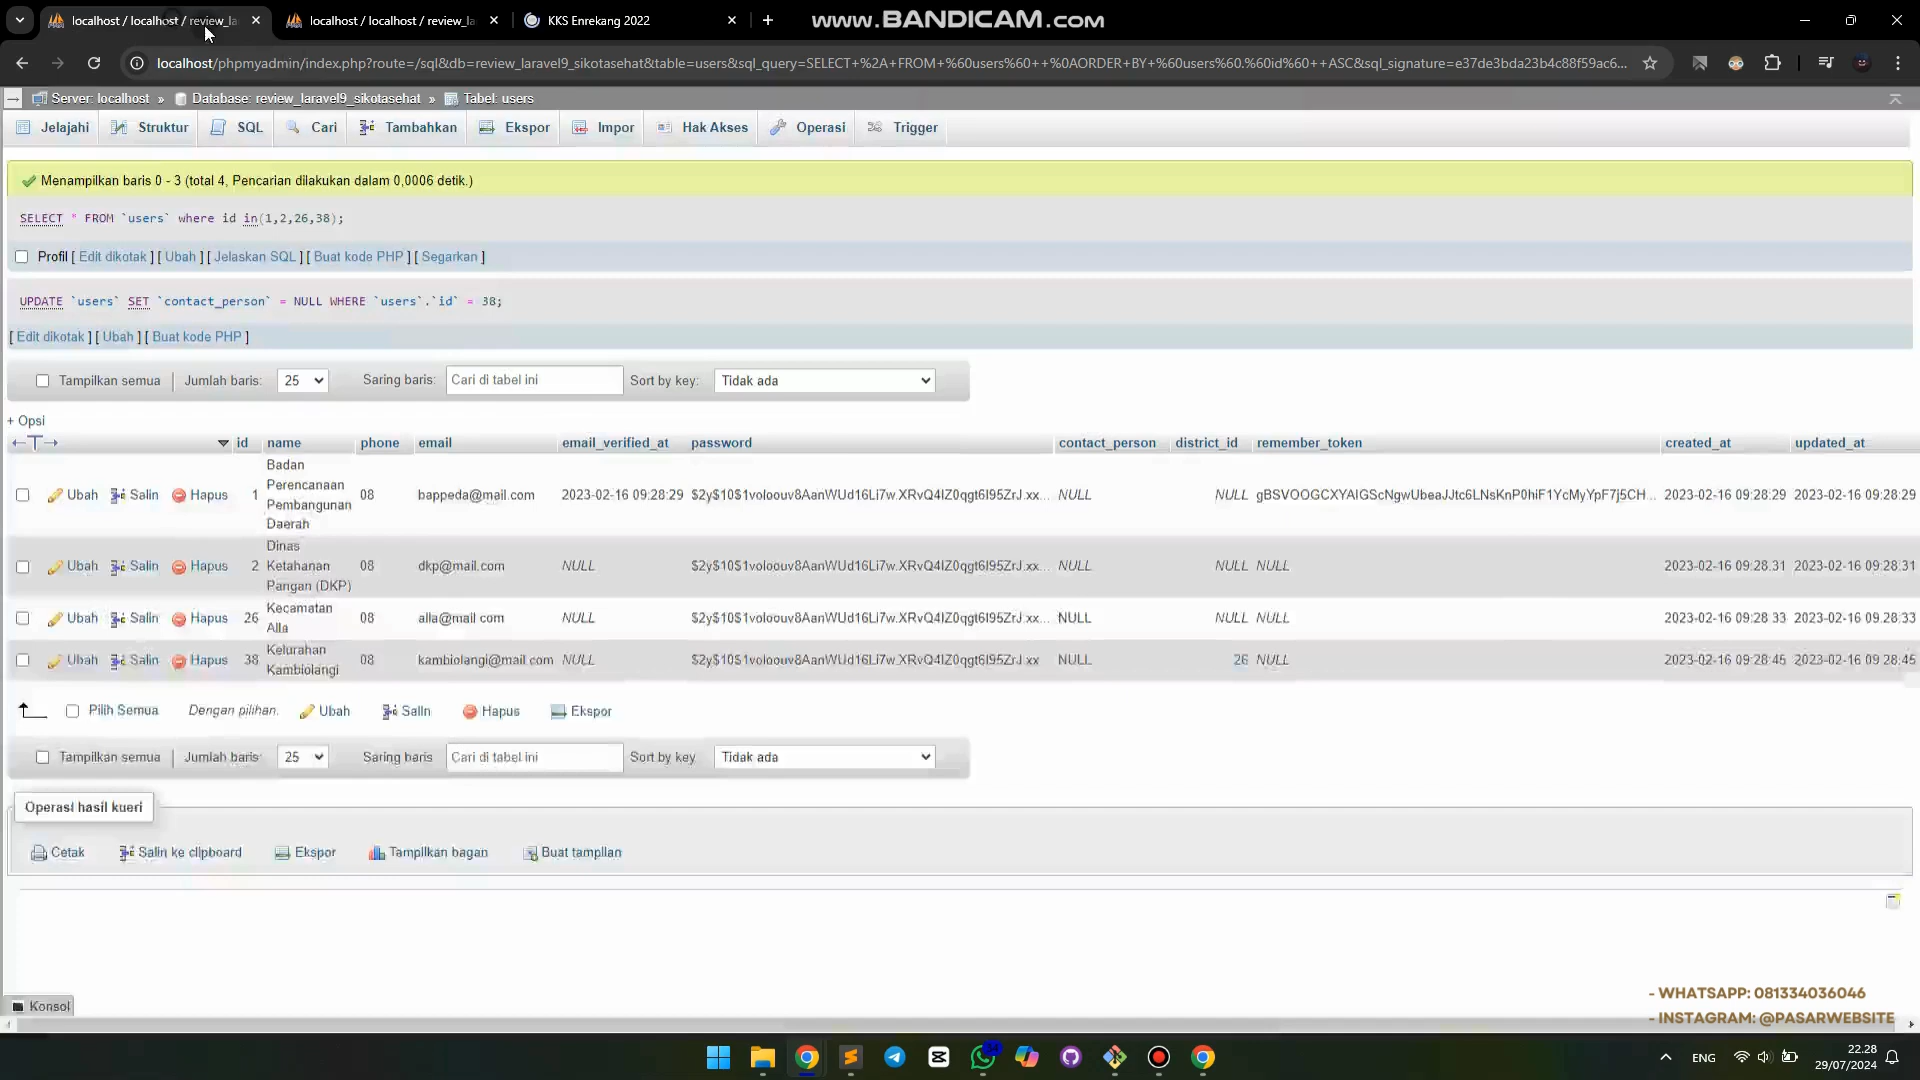 localhost / localhost / review_la
localhost / localhost / review_la
KKS Enrekang 2022
www.BANDICAM.com
localhost/phpmyadmin/index.php?route=/sql&db=review_laravel9_sikotasehat&table=users&sql_query=SELECT+%2A+FROM+%60users%60++%0AORDER+BY+%60users%60.%60id%60++ASC&sql_signature=e37de3bda23b4c88f59ac6...
Server: localhost » Database: review_laravel9_sikotasehat » Tabel: users
Jelajahi Struktur SQL Cari Tambahkan Ekspor Impor Hak Akses Operasi Trigger
Menampilkan baris 0 - 3 (total 4, Pencarian dilakukan dalam 0,0006 detik.)
SELECT * FROM `users` where id in(1,2,26,38);
Profil [ Edit dikotak ] [ Ubah ] [ Jelaskan SQL ] [ Buat kode PHP ] [ Segarkan ]
UPDATE `users` SET `contact_person` = NULL WHERE `users`.`id` = 38;
[ Edit dikotak ] [ Ubah ] [ Buat kode PHP ]
Tampilkan semua Jumlah baris: 25 Saring baris: Cari di tabel ini Sort by key: Tidak ada
+ Opsi
id name phone email email_verified_at password contact_person district_id remember_token created_at updated_at
Ubah Salin Hapus 1 Badan Perencanaan Pembangunan Daerah 08 bappeda@mail.com 2023-02-16 09:28:29 $2y$10$1voloouv8AanWUd16Li7w.XRvQ4IZ0qgt6I95ZrJ.xx... NULL NULL gBSVOOGCXYAIGScNgwUbeaJJtc6LNsKnP0hiF1YcMyYpF7j5CH... 2023-02-16 09:28:29 2023-02-16 09:28:29
Ubah Salin Hapus 2 Dinas Ketahanan Pangan (DKP) 08 dkp@mail.com NULL $2y$10$1voloouv8AanWUd16Li7w.XRvQ4IZ0qgt6I95ZrJ.xx... NULL NULL NULL 2023-02-16 09:28:31 2023-02-16 09:28:31
Ubah Salin Hapus 26 Kecamatan Alla 08 alla@mail.com NULL $2y$10$1voloouv8AanWUd16Li7w.XRvQ4IZ0qgt6I95ZrJ.xx... NULL NULL NULL 2023-02-16 09:28:33 2023-02-16 09:28:33
Ubah Salin Hapus 38 Kelurahan Kambiolangi 08 kambiolangi@mail.com NULL $2y$10$1voloouv8AanWUd16Li7w.XRvQ4IZ0qgt6I95ZrJ.xx NULL 26 NULL 2023-02-16 09:28:45 2023-02-16 09:28:45
Pilih Semua Dengan pilihan: Ubah Salin Hapus Ekspor
Tampilkan semua Jumlah baris: 25 Saring baris Cari di tabel ini Sort by key Tidak ada
Operasi hasil kueri
Cetak Salin ke clipboard Ekspor Tampilkan bagan Buat tampilan
Konsol
- WHATSAPP: 081334036046
- INSTAGRAM: @PASARWEBSITE
ENG
22.28
29/07/2024